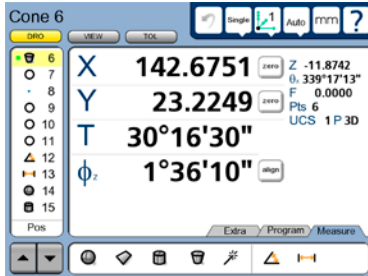 Cone 6
Single
1
Auto
mm
?
DRO
VIEW
TOL
6
7
8
9
10
11
12
13
14
15
Pos
X 142.6751 zero
Y 23.2249 zero
T 30°16'30"
ϕz 1°36'10" align
Z -11.8742
θz 339°17'13"
F 0.0000
Pts 6
UCS 1 P 3D
Extra
Program
Measure